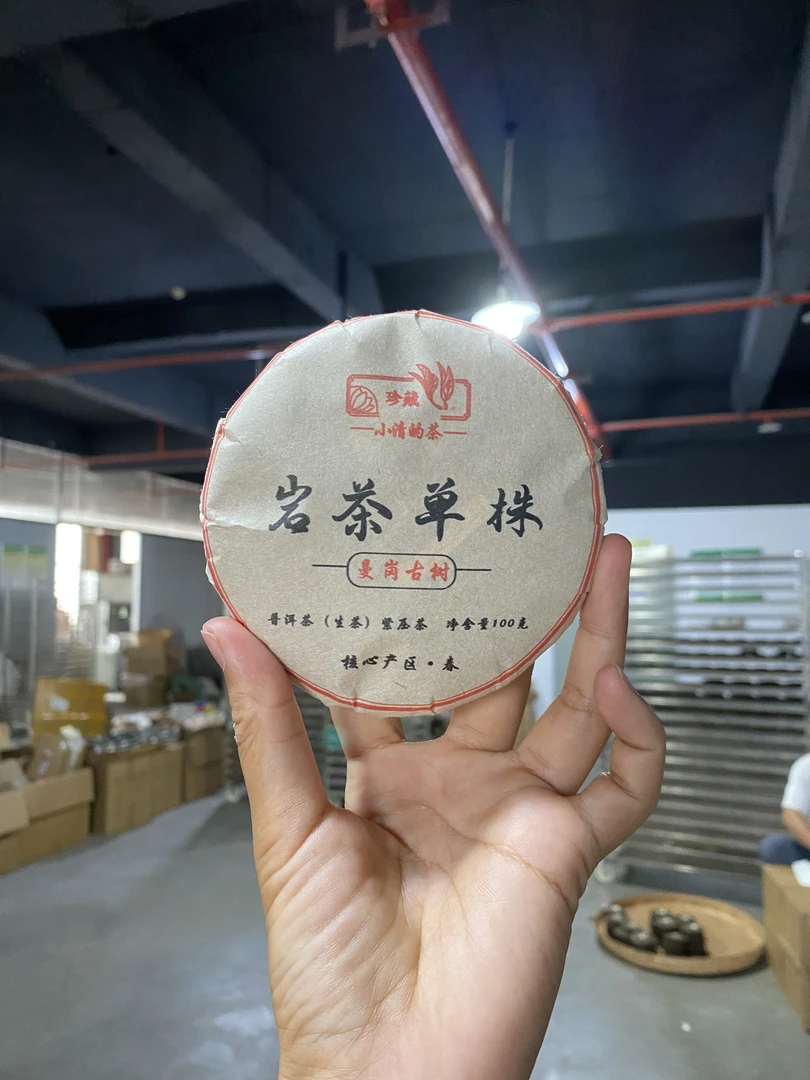 珍藏
小情的茶
岩茶单株
曼岗古树
普洱茶（生茶）紧压茶 净含量100克
核心产区·春